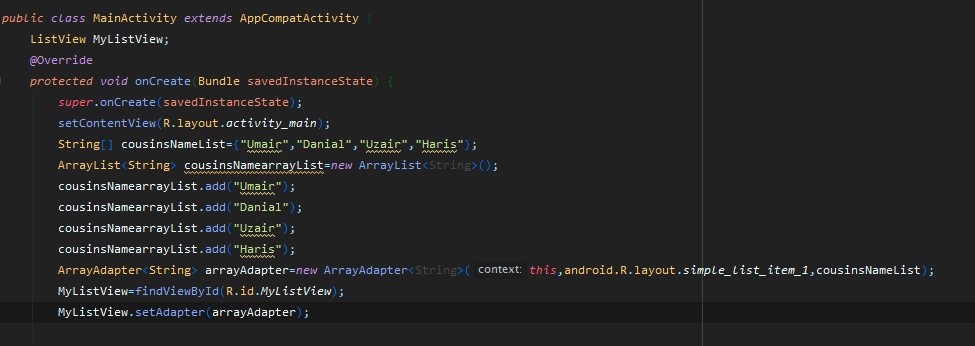 public class MainActivity extends AppCompatActivity {
ListView MyListView;
@Override
protected void onCreate(Bundle savedInstanceState) {
super.onCreate(savedInstanceState);
setContentView(R.layout.activity_main);
String[] cousinsNameList={"Umair","Danial","Uzair","Haris"};
ArrayList<String> cousinsNamearrayList=new ArrayList<String>();
cousinsNamearrayList.add("Umair");
cousinsNamearrayList.add("Danial");
cousinsNamearrayList.add("Uzair");
cousinsNamearrayList.add("Haris");
ArrayAdapter<String> arrayAdapter=new ArrayAdapter<String>( context: this,android.R.layout.simple_list_item_1,cousinsNameList);
MyListView=findViewById(R.id.MyListView);
MyListView.setAdapter(arrayAdapter);